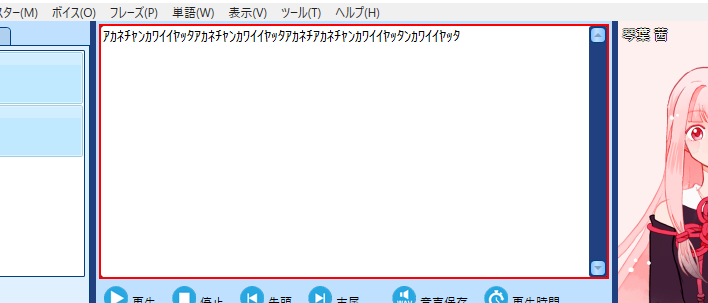 スター(M) ボイス(O) フレーズ(P) 単語(W) 表示(V) ツール(T) ヘルプ(H)
ｱｶﾈﾁｬﾝｶﾜｲｲﾔｯﾀｱｶﾈﾁｬﾝｶﾜｲｲﾔｯﾀｱｶﾈﾁｱｶﾈﾁｬﾝｶﾜｲｲﾔｯﾀﾝｶﾜｲｲﾔｯﾀ
琴葉 茜
再生 停止 先頭 末尾 音声保存 再生時間